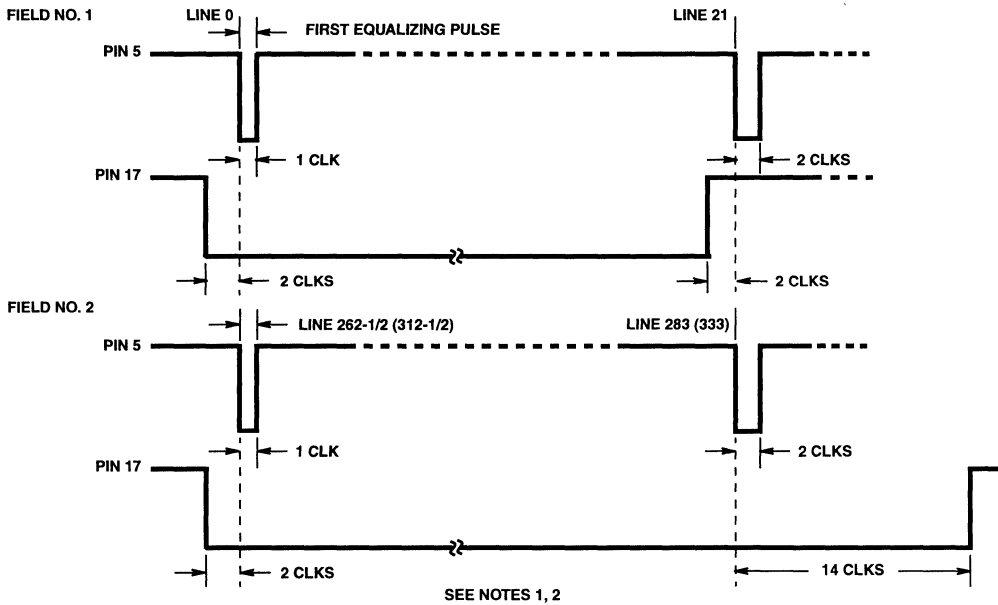 FIELD NO. 1
LINE 0
LINE 21
FIRST EQUALIZING PULSE
PIN 5
1 CLK
2 CLKS
PIN 17
2 CLKS
2 CLKS
FIELD NO. 2
LINE 262-1/2 (312-1/2)
LINE 283 (333)
PIN 5
1 CLK
2 CLKS
PIN 17
2 CLKS
14 CLKS
SEE NOTES 1, 2